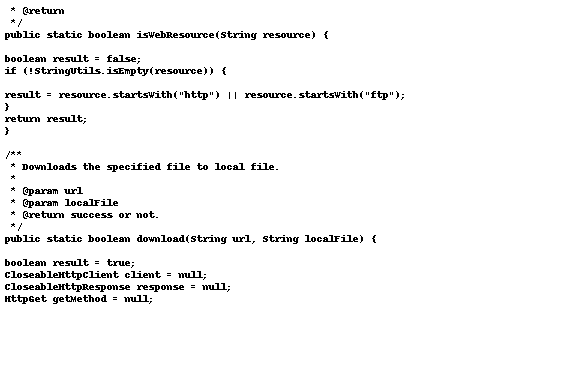 * @return
*/
public static boolean isWebResource(String resource) {
boolean result = false;
if (!StringUtils.isEmpty(resource)) {
result = resource.startsWith("http") || resource.startsWith("ftp");
}
return result;
}
/**
* Downloads the specified file to local file.
*
* @param url
* @param localFile
* @return success or not.
*/
public static boolean download(String url, String localFile) {
boolean result = true;
CloseableHttpClient client = null;
CloseableHttpResponse response = null;
HttpGet getMethod = null;